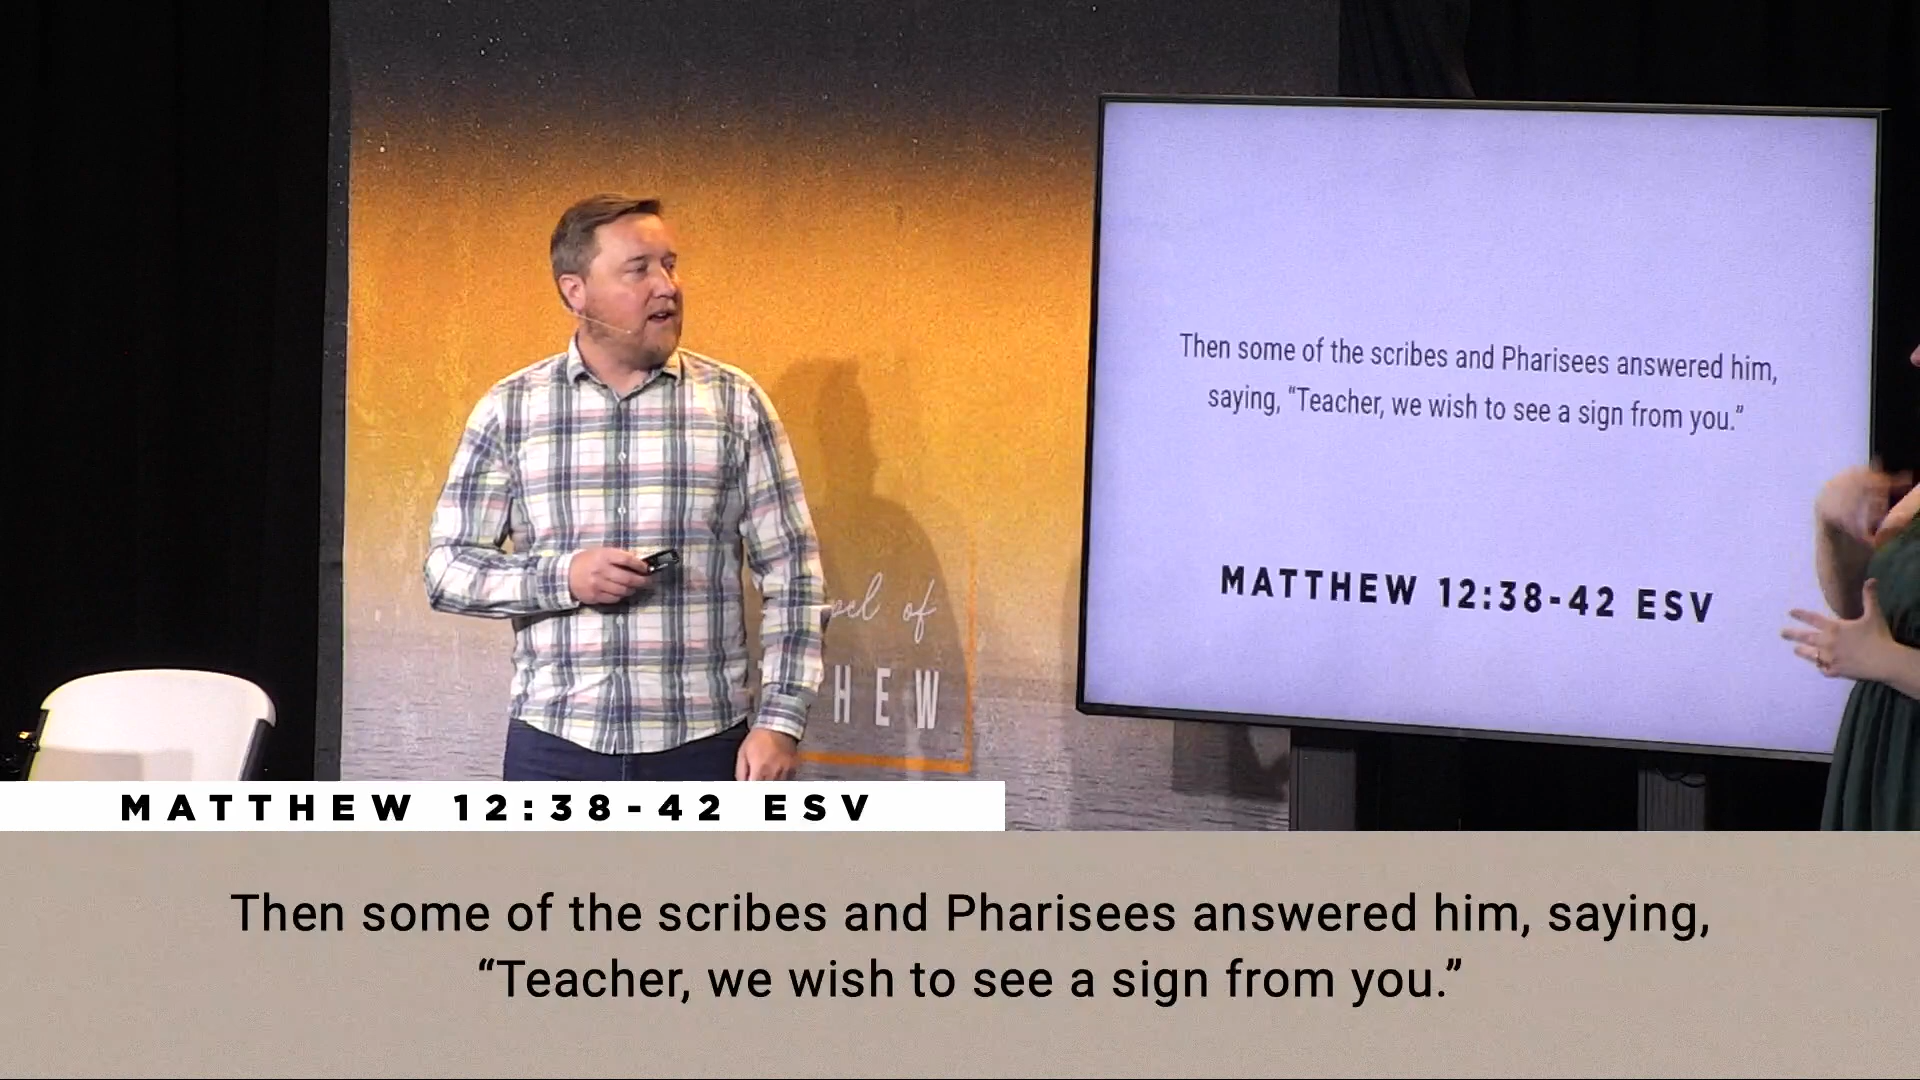 Then some of the scribes and Pharisees answered him,
saying, “Teacher, we wish to see a sign from you.”
MATTHEW 12:38-42 ESV
of
MATTHEW 12:38-42 ESV
Then some of the scribes and Pharisees answered him, saying,
“Teacher, we wish to see a sign from you.”